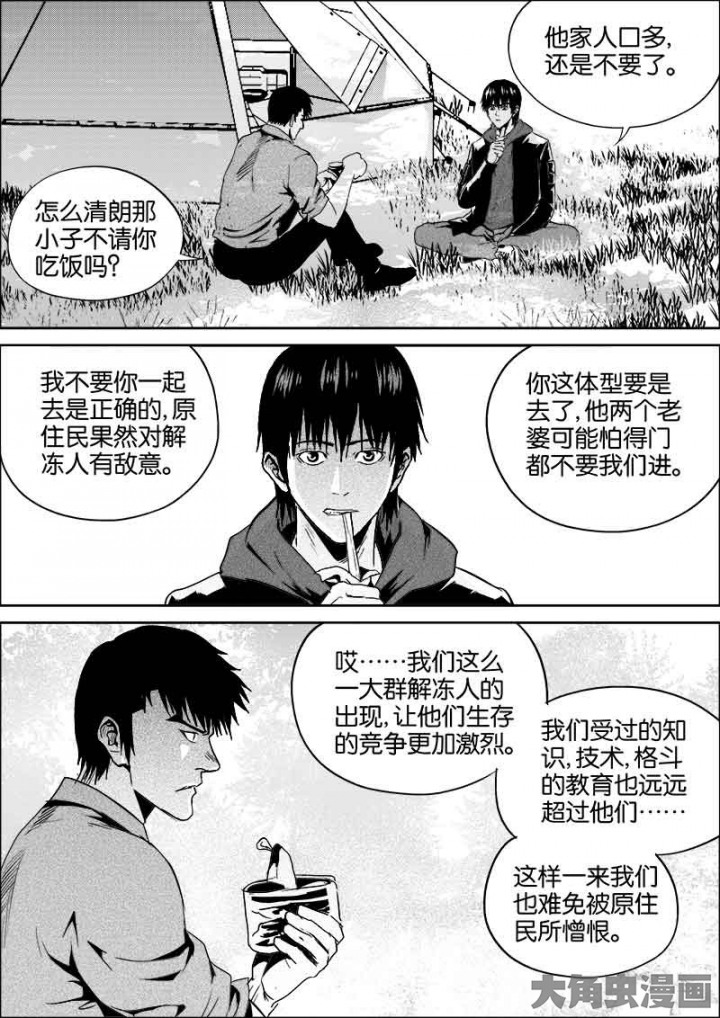 怎么清朗那
小子不请你
吃饭吗？
他家人口多，
还是不要了。
我不要你一起
去是正确的，原
住民果然对解
冻人有敌意。
你这体型要是
去了，他两个老
婆可能怕得门
都不要我们进。
哎……我们这么
一大群解冻人的
出现，让他们生存
的竞争更加激烈。
我们受过的知
识，技术，格斗
的教育也远远
超过他们……
这样一来我们
也难免被原住
民所憎恨。
大角虫漫画